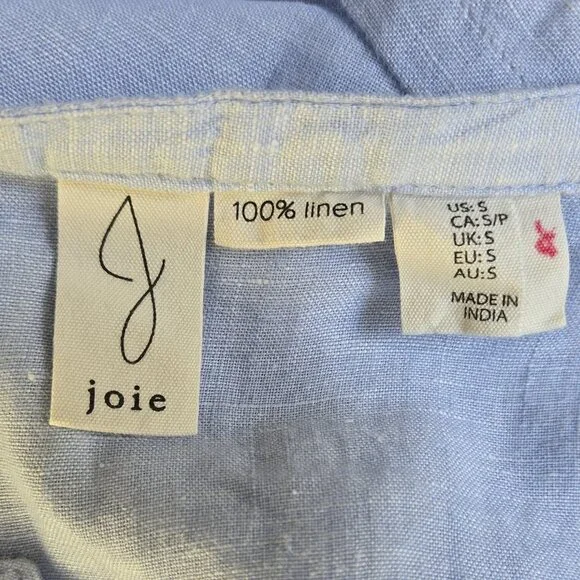 joie
100% linen
US: S
CA: S/P
UK: S
EU: S
AU: S
MADE IN
INDIA